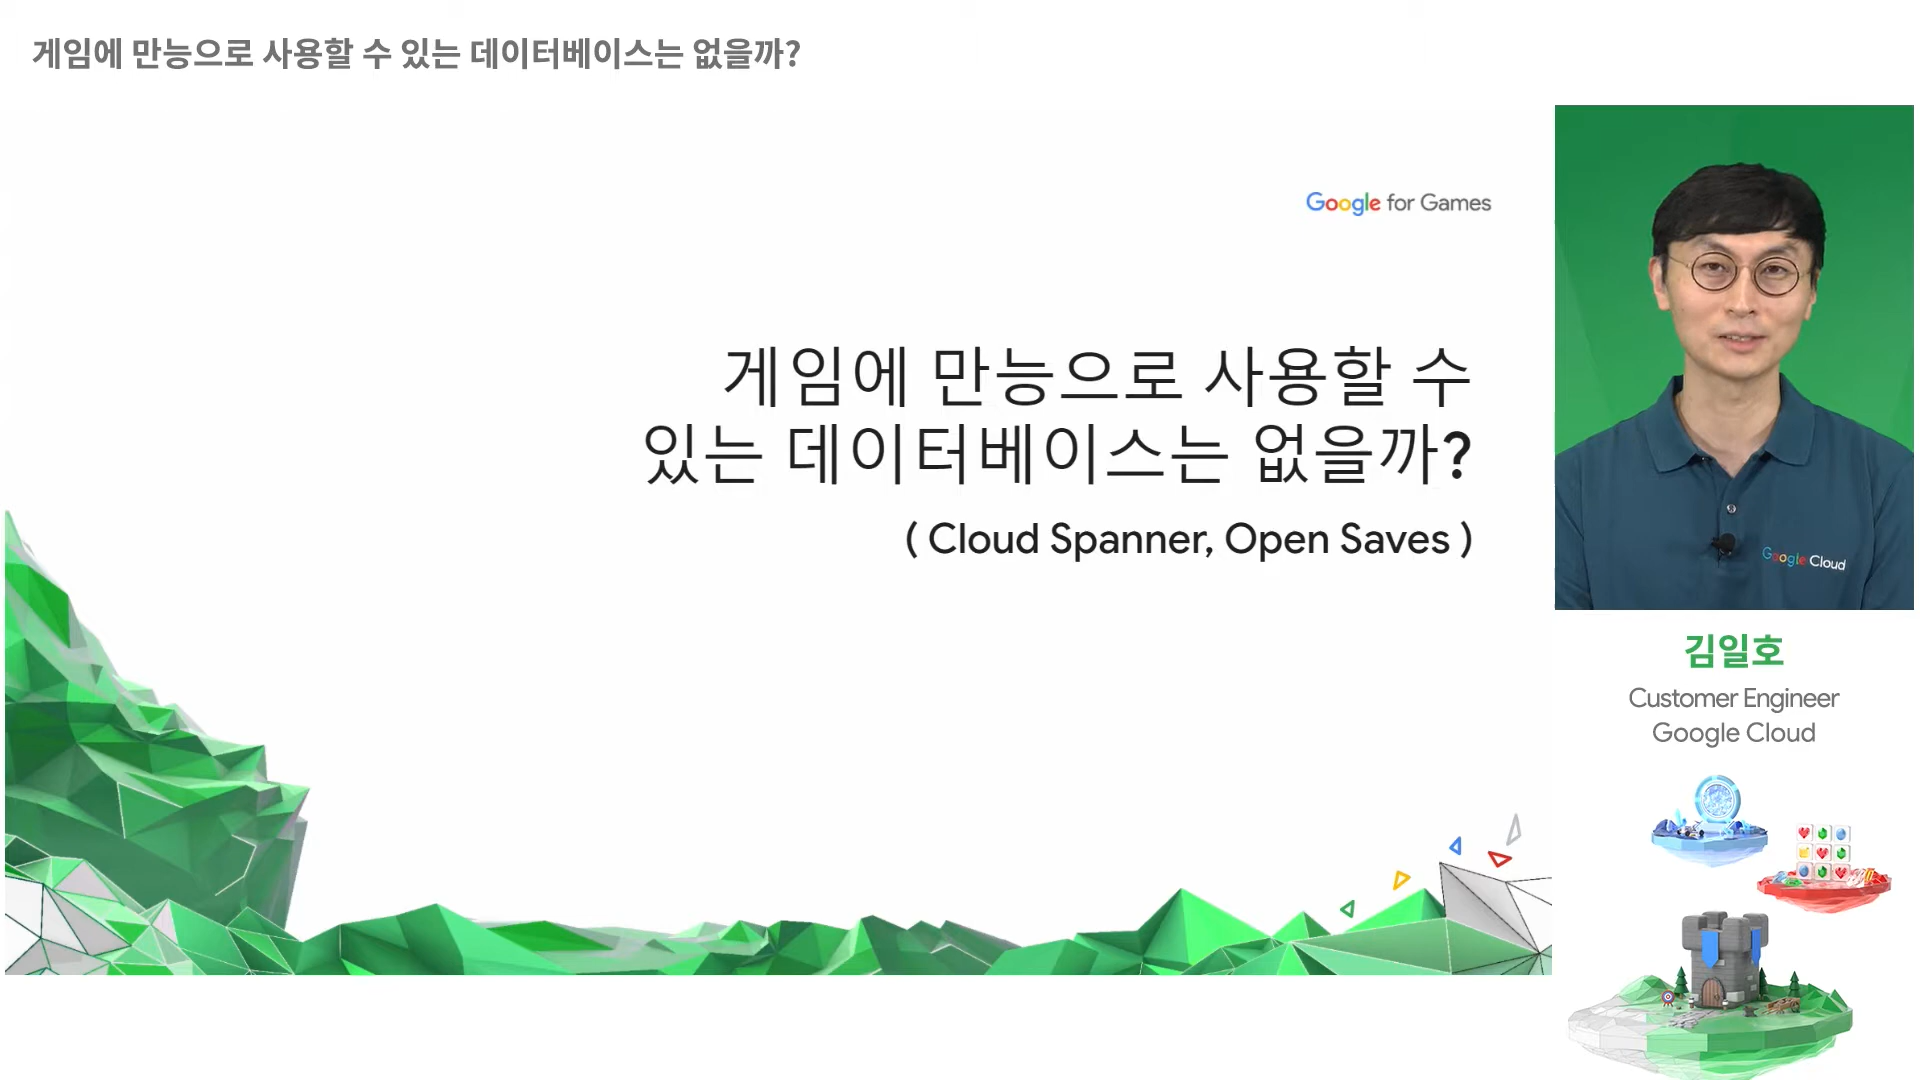 게임에 만능으로 사용할 수 있는 데이터베이스는 없을까?
Google for Games
게임에 만능으로 사용할 수
있는 데이터베이스는 없을까?
( Cloud Spanner, Open Saves )
Google Cloud
김일호
Customer Engineer
Google Cloud